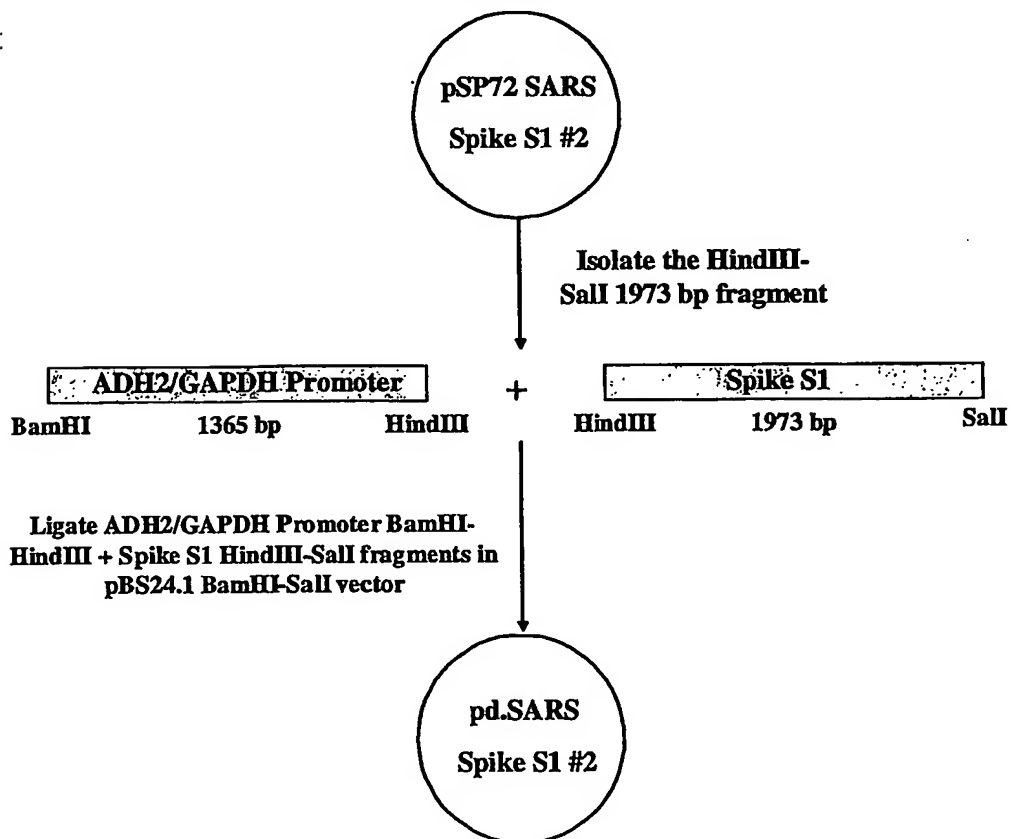 pSP72 SARS
Spike S1 #2
Isolate the HindIII-
SalI 1973 bp fragment
ADH2/GAPDH Promoter
+
Spike S1
BamHI
1365 bp
HindIII
HindIII
1973 bp
SalI
Ligate ADH2/GAPDH Promoter BamHI-
HindIII + Spike S1 HindIII-SalI fragments in
pBS24.1 BamHI-SalI vector
pd.SARS
Spike S1 #2